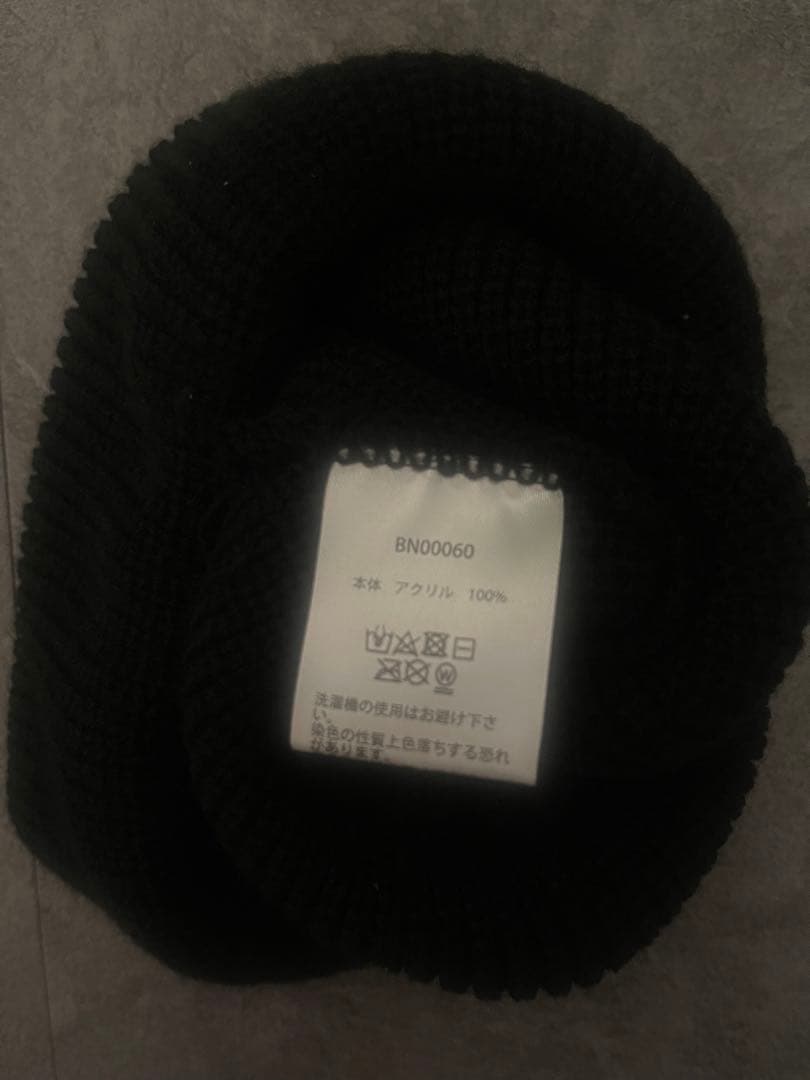 BN00060
本体 アクリル 100%
W
洗濯機の使用はお避け下さ
い。
染色の性質上色落ちする恐れ
があります。